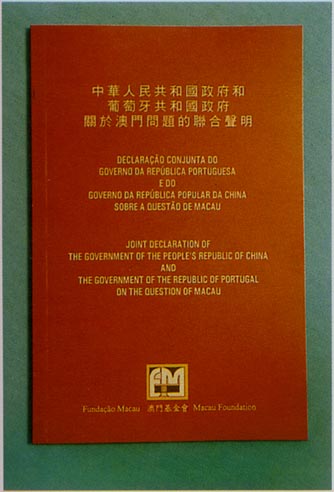 中華人民共和國政府和
葡萄牙共和國政府
關於澳門問題的聯合聲明
DECLARAÇÃO CONJUNTA DO
GOVERNO DA REPÚBLICA PORTUGUESA
E DO
GOVERNO DA REPÚBLICA POPULAR DA CHINA
SOBRE A QUESTÃO DE MACAU
JOINT DECLARATION OF
THE GOVERNMENT OF THE PEOPLE'S REPUBLIC OF CHINA
AND
THE GOVERNMENT OF THE REPUBLIC OF PORTUGAL
ON THE QUESTION OF MACAU
Fundação Macau 澳門基金會 Macau Foundation